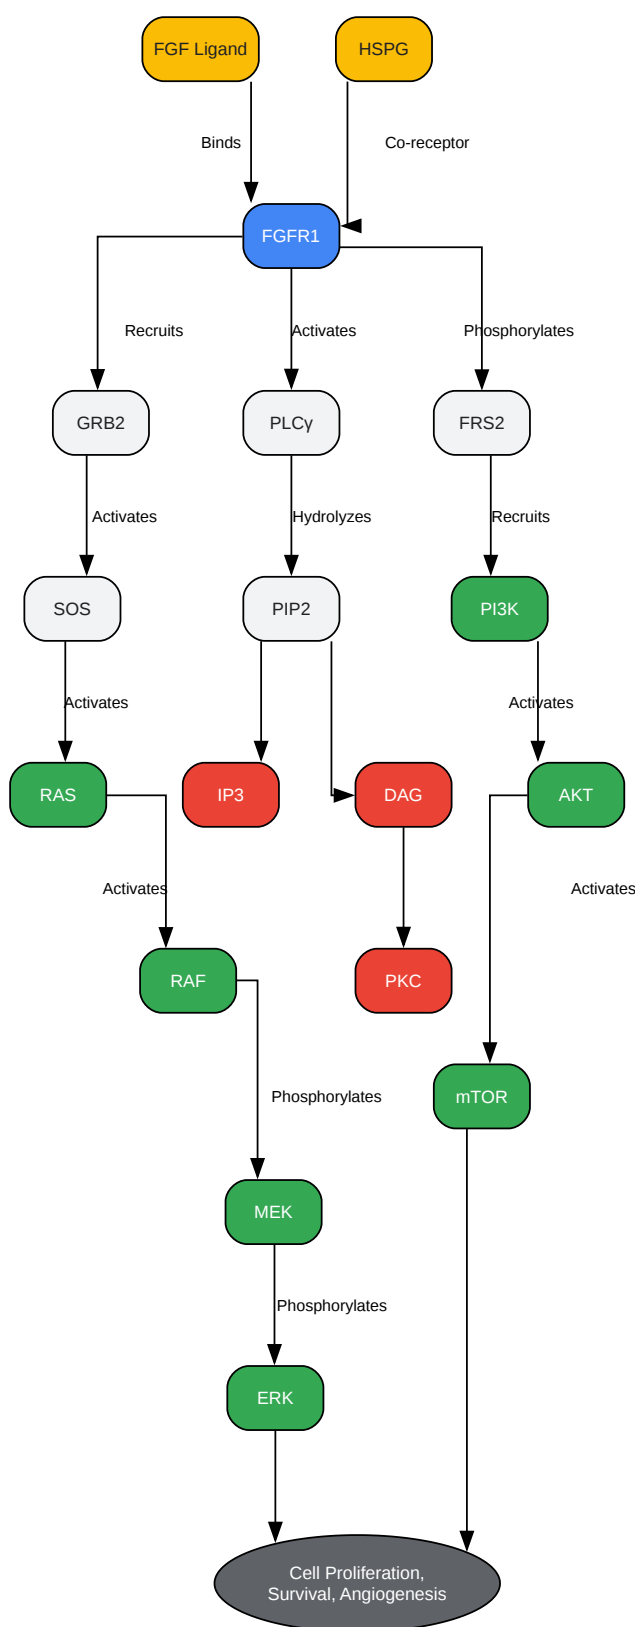 FGF Ligand
HSPG
Binds
Co-receptor
FGFR1
Recruits
Activates
Phosphorylates
GRB2
PLCγ
FRS2
Activates
Hydrolyzes
Recruits
SOS
PIP2
PI3K
Activates
Activates
RAS
IP3
DAG
AKT
Activates
Activates
RAF
PKC
Phosphorylates
mTOR
MEK
Phosphorylates
ERK
Cell Proliferation,
Survival, Angiogenesis